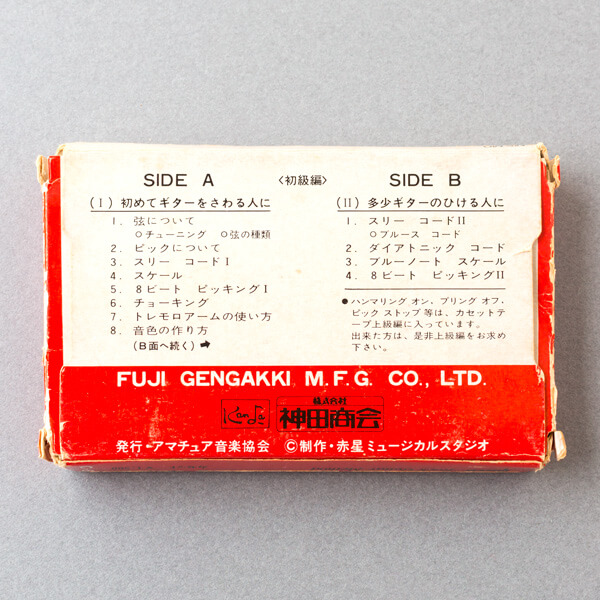 SIDE A 〈初級編〉 SIDE B
(I) 初めてギターをさわる人に
1. 弦について
○チューニング ○弦の種類
2. ピックについて
3. スリー コードI
4. スケール
5. 8ビート ピッキングI
6. チョーキング
7. トレモロアームの使い方
8. 音色の作り方
(B面へ続く)➡
(II) 多少ギターのひける人に
1. スリー コードII
○ブルース コード
2. ダイアトニック コード
3. ブルーノート スケール
4. 8ビート ピッキングII
●ハンマリング オン、プリング オフ、
ピック ストップ等は、カセットテ
ープ上級編に入っています。
出来た方は、是非上級編をお求め
下さい。
FUJI GENGAKKI M.F.G. CO., LTD.
Kanda 株式会社 神田商会
発行-アマチュア音楽協会 ©制作・赤星ミュージカルスタジオ